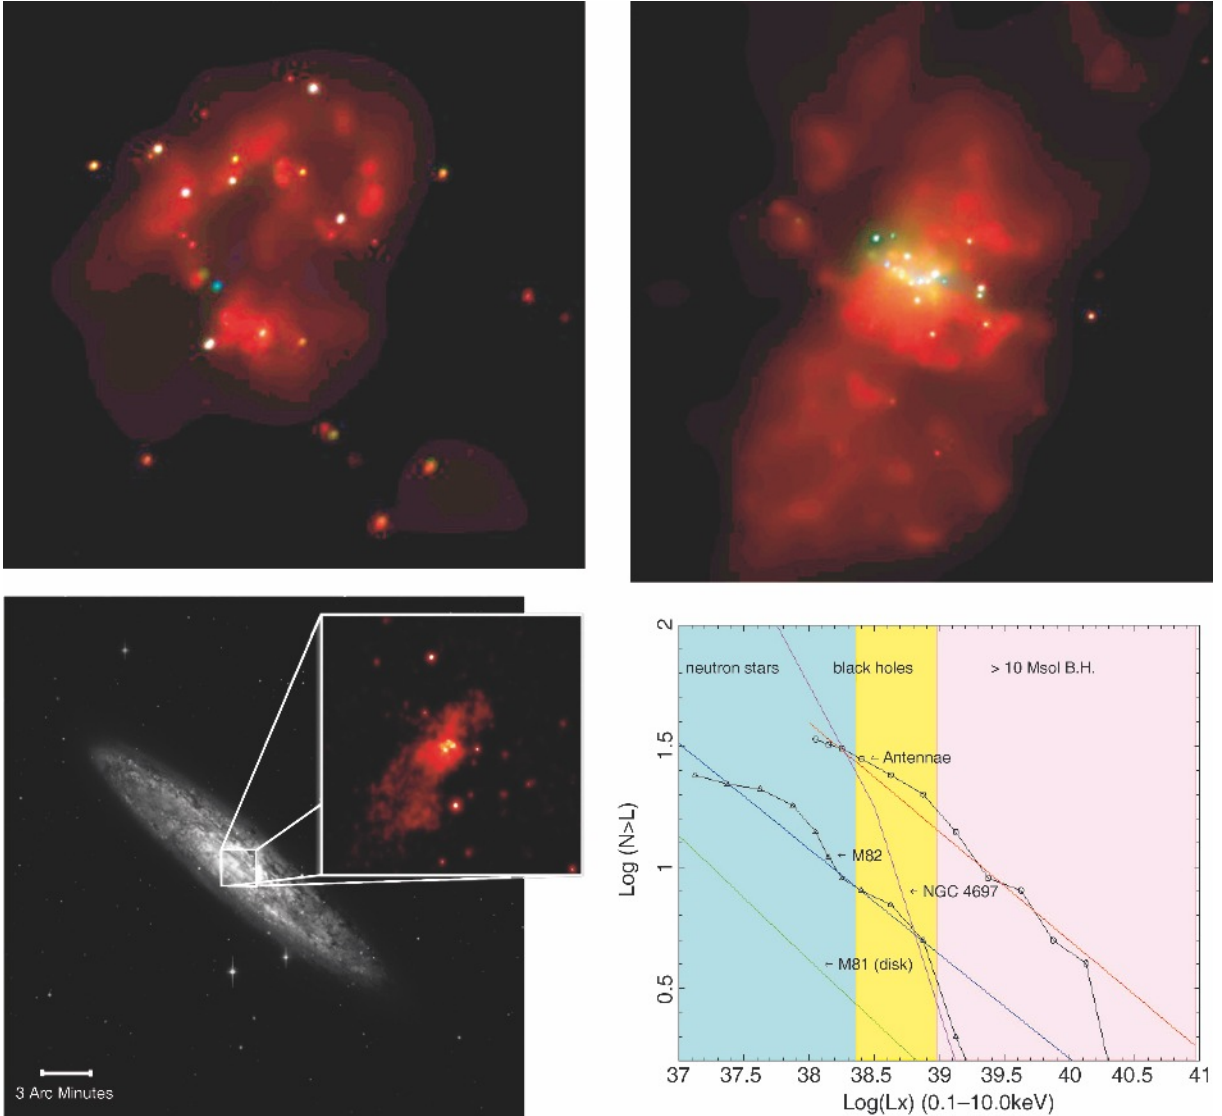 3 Arc Minutes
neutron stars
black holes
> 10 Msol B.H.
← Antennae
← M82
← NGC 4697
← M81 (disk)
Log (N>L)
2
1.5
1
0.5
37
37.5
38
38.5
39
39.5
40
40.5
41
Log(Lx) (0.1–10.0keV)